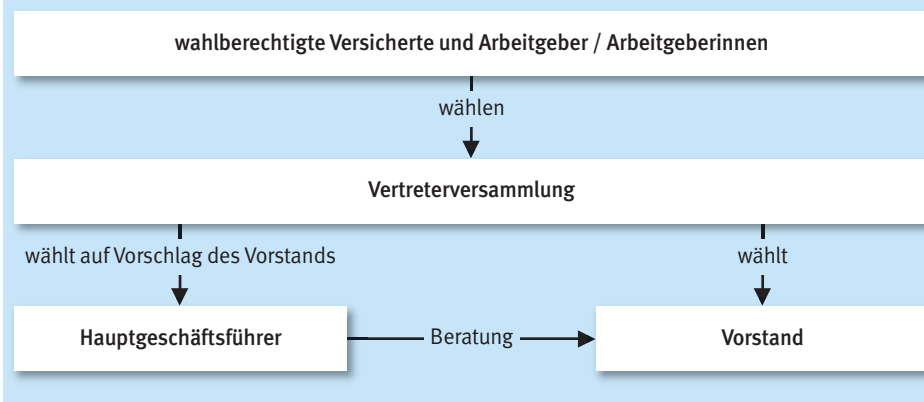 wahlberechtigte Versicherte und Arbeitgeber / Arbeitgeberinnen
wählen
Vertreterversammlung
wählt auf Vorschlag des Vorstands
wählt
Hauptgeschäftsführer
Beratung
Vorstand